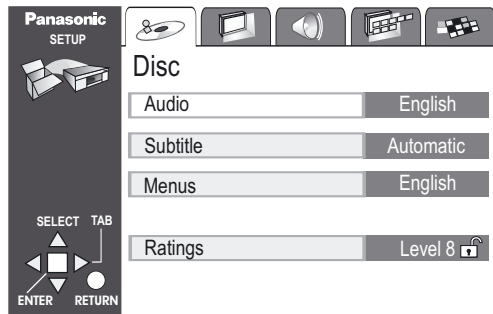 Panasonic
SETUP
Disc
Audio English
Subtitle Automatic
Menus English
Ratings Level 8
SELECT TAB
ENTER RETURN